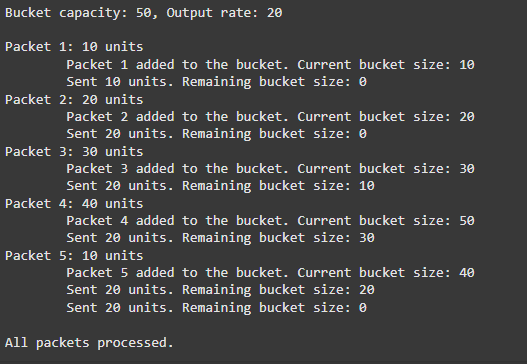 Bucket capacity: 50, Output rate: 20
Packet 1: 10 units
Packet 1 added to the bucket. Current bucket size: 10
Sent 10 units. Remaining bucket size: 0
Packet 2: 20 units
Packet 2 added to the bucket. Current bucket size: 20
Sent 20 units. Remaining bucket size: 0
Packet 3: 30 units
Packet 3 added to the bucket. Current bucket size: 30
Sent 20 units. Remaining bucket size: 10
Packet 4: 40 units
Packet 4 added to the bucket. Current bucket size: 50
Sent 20 units. Remaining bucket size: 30
Packet 5: 10 units
Packet 5 added to the bucket. Current bucket size: 40
Sent 20 units. Remaining bucket size: 20
Sent 20 units. Remaining bucket size: 0
All packets processed.